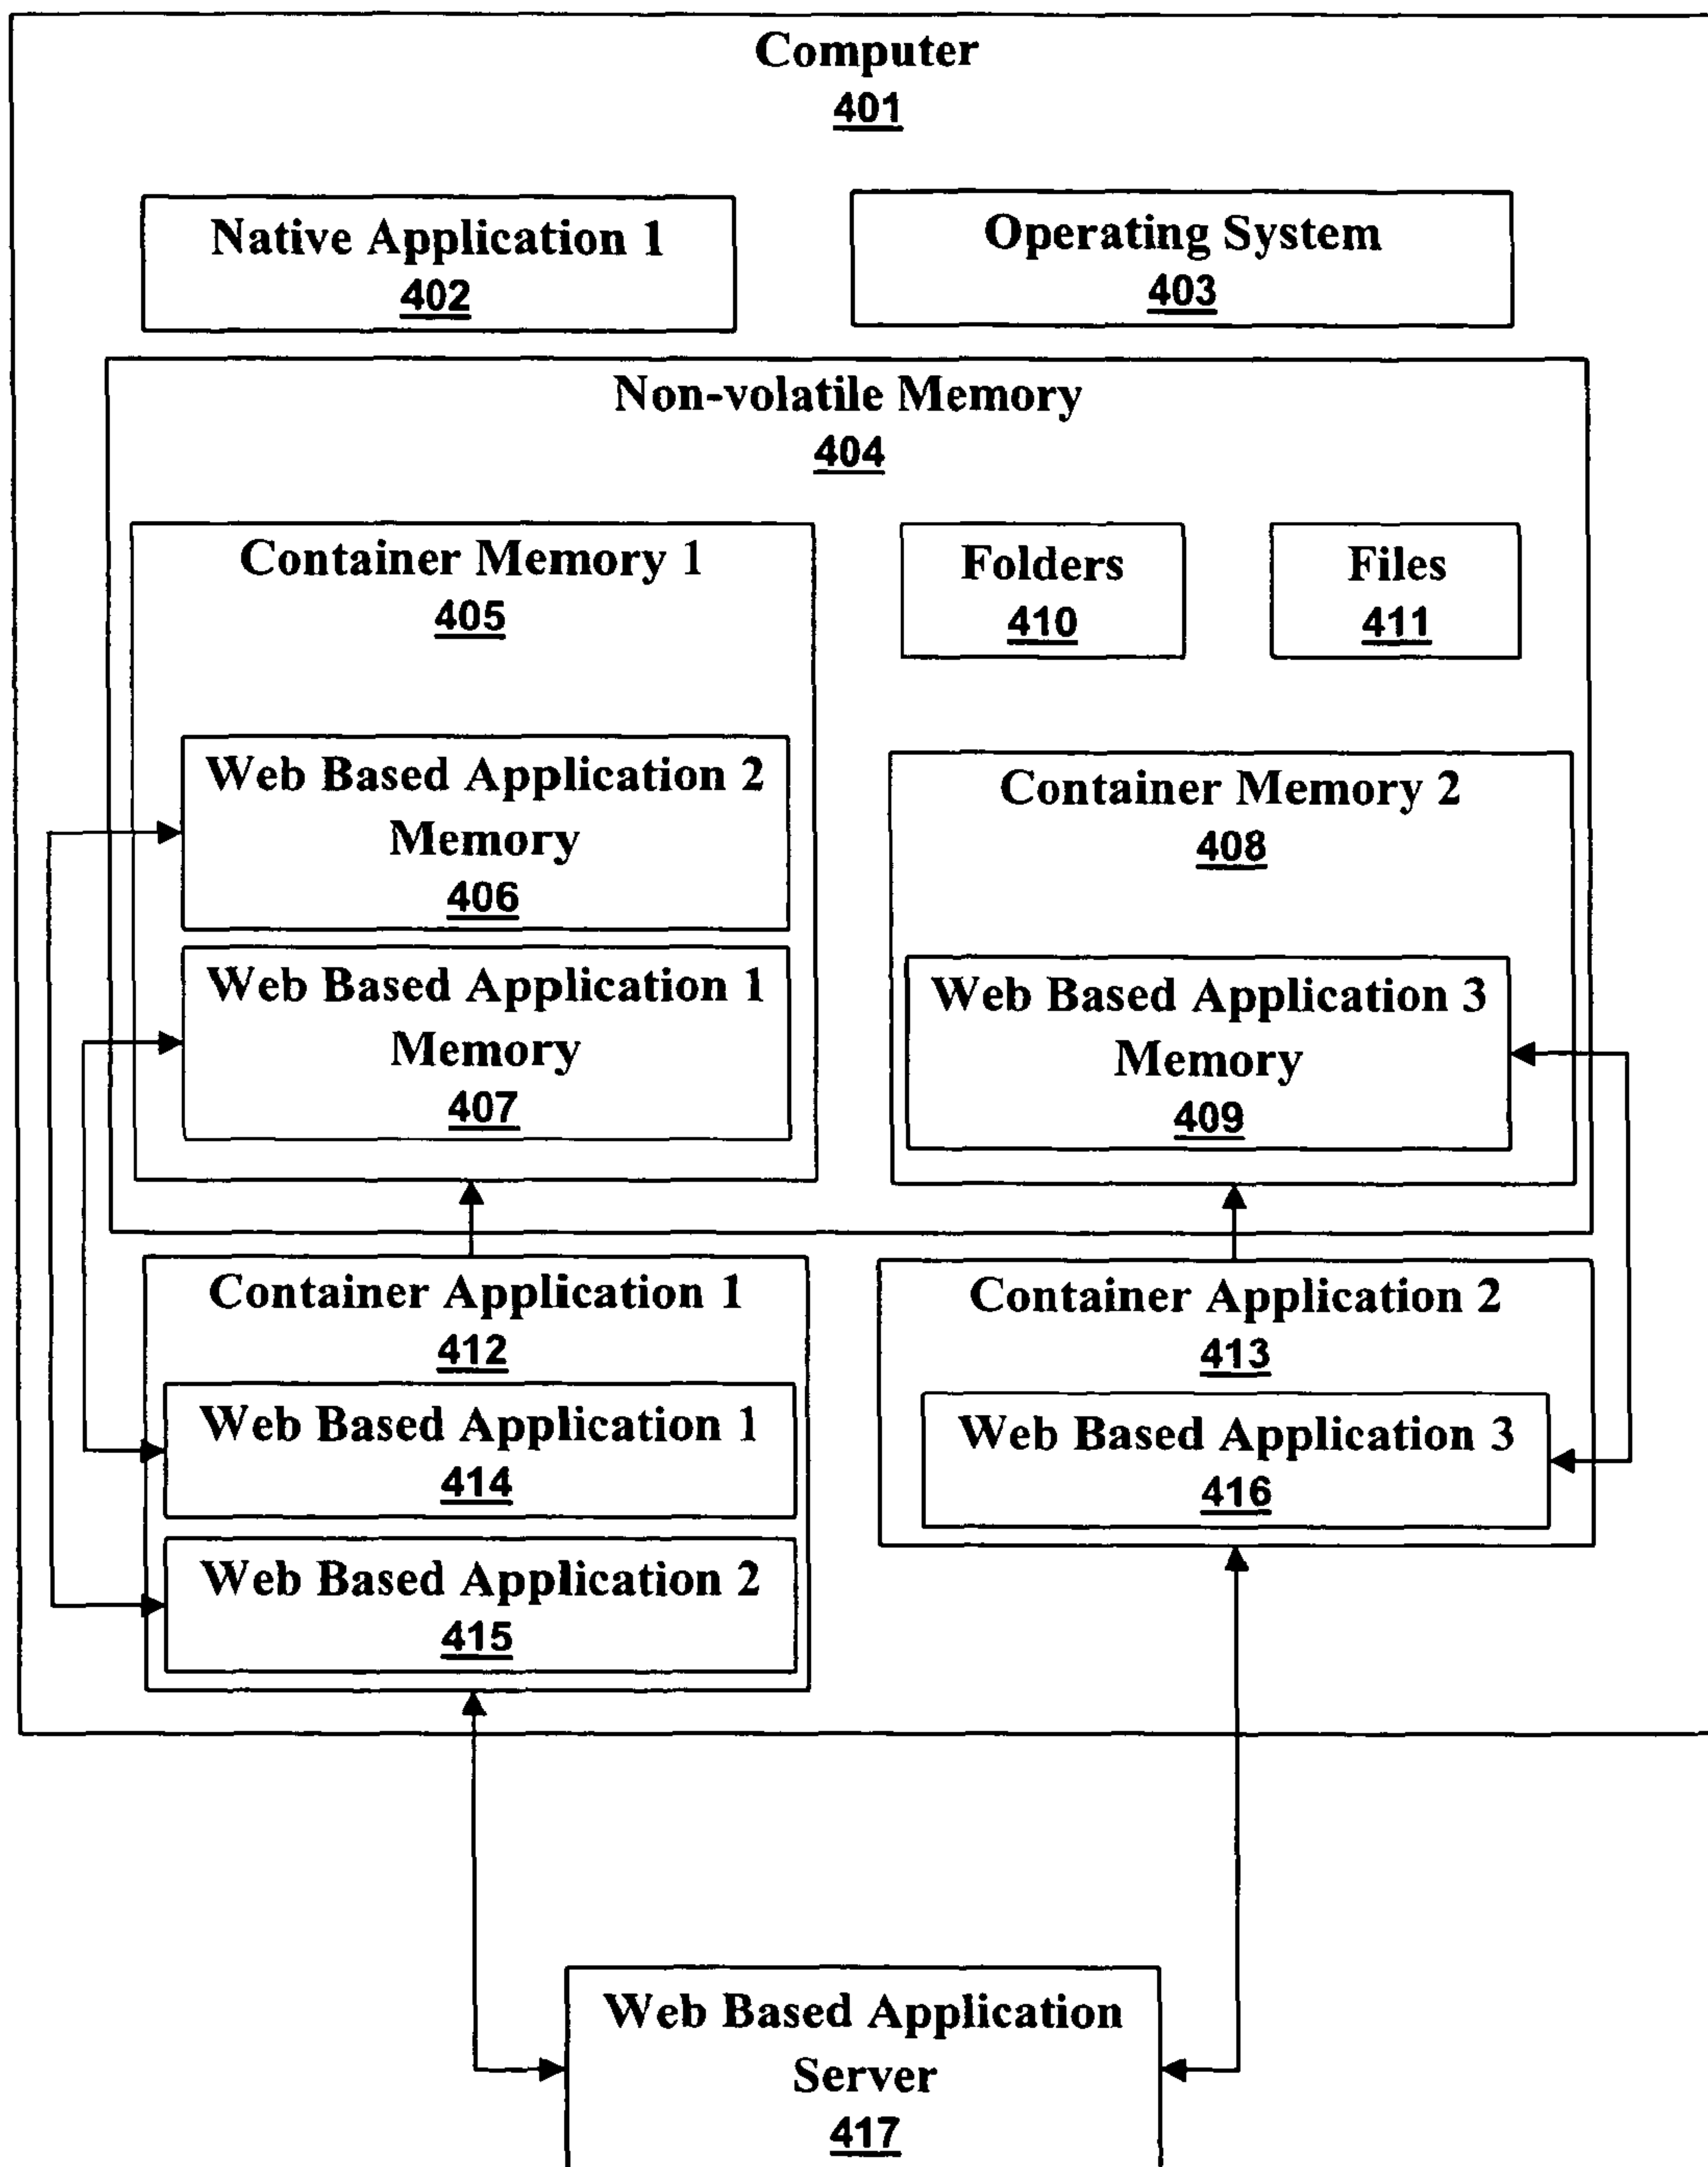 Computer
401
Native Application 1
402
Operating System
403
Non-volatile Memory
404
Container Memory 1
405
Folders
410
Files
411
Web Based Application 2
Memory
406
Web Based Application 1
Memory
407
Container Memory 2
408
Web Based Application 3
Memory
409
Container Application 1
412
Web Based Application 1
414
Web Based Application 2
415
Container Application 2
413
Web Based Application 3
416
Web Based Application
Server
417